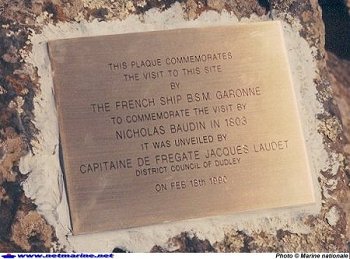 THIS PLAQUE COMMEMORATES
THE VISIT TO THIS SITE
BY
THE FRENCH SHIP B.S.M. GARONNE
TO COMMEMORATE THE VISIT BY
NICHOLAS BAUDIN IN 1803
IT WAS UNVEILED BY
CAPITAINE DE FREGATE JACQUES LAUDET
DISTRICT COUNCIL OF DUDLEY
ON FEB 18th
www.netmarine.net
Photo © Marine nationale